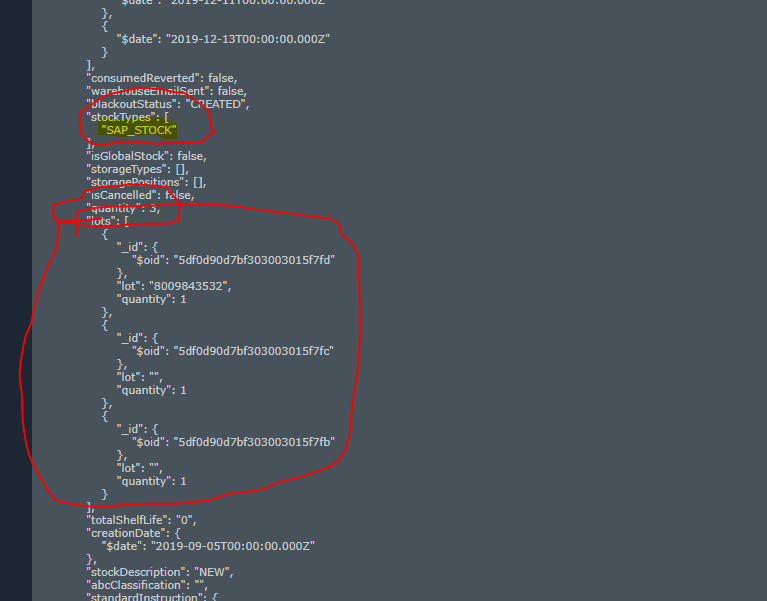 "$date": "2019-12-11T00:00:00.000Z"
},
{
"$date": "2019-12-13T00:00:00.000Z"
}
],
"consumedReverted": false,
"warehouseEmailSent": false,
"blackoutStatus": "CREATED",
"stockTypes": [
"SAP_STOCK"
],
"isGlobalStock": false,
"storageTypes": [],
"storagePositions": [],
"isCancelled": false,
"quantity": 3,
"lots": [
{
"_id": {
"$oid": "5df0d90d7bf303003015f7fd"
},
"lot": "8009843532",
"quantity": 1
},
{
"_id": {
"$oid": "5df0d90d7bf303003015f7fc"
},
"lot": "",
"quantity": 1
},
{
"_id": {
"$oid": "5df0d90d7bf303003015f7fb"
},
"lot": "",
"quantity": 1
}
],
"totalShelfLife": "0",
"creationDate": {
"$date": "2019-09-05T00:00:00.000Z"
},
"stockDescription": "NEW",
"abcClassification": "",
"standardInstruction": {